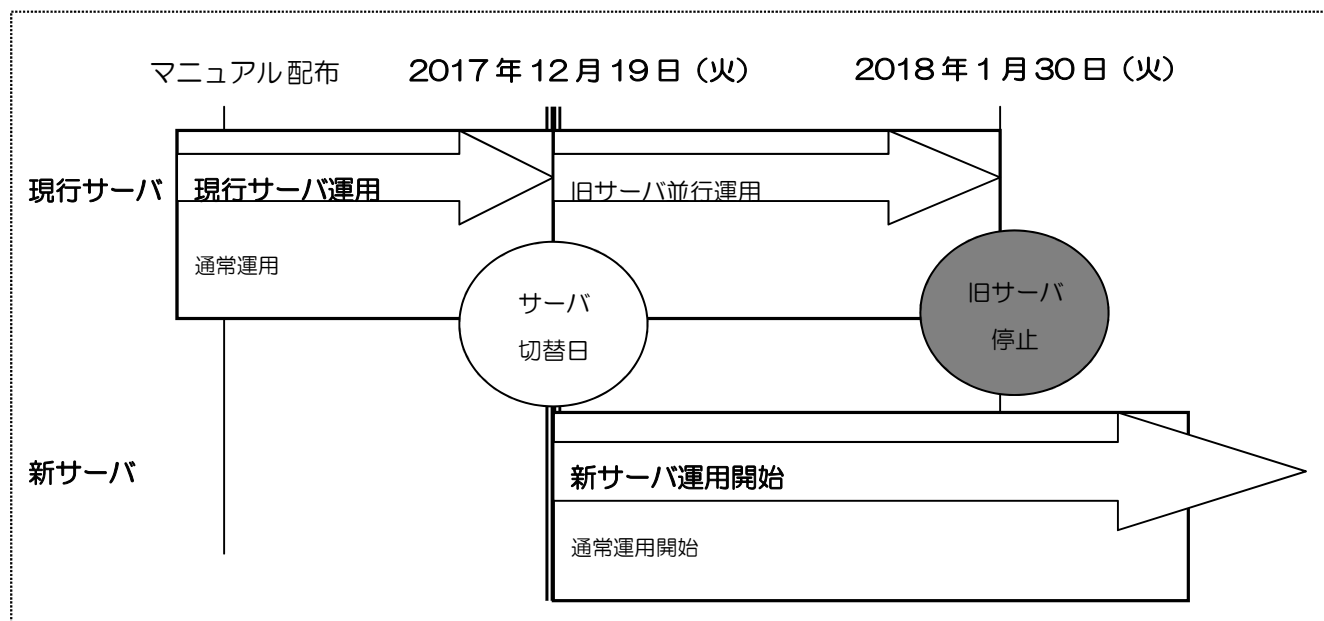 マニュアル配布
2017年12月19日（火）
2018年1月30日（火）
現行サーバ
現行サーバ運用
旧サーバ並行運用
通常運用
サーバ
切替日
旧サーバ
停止
新サーバ
新サーバ運用開始
通常運用開始